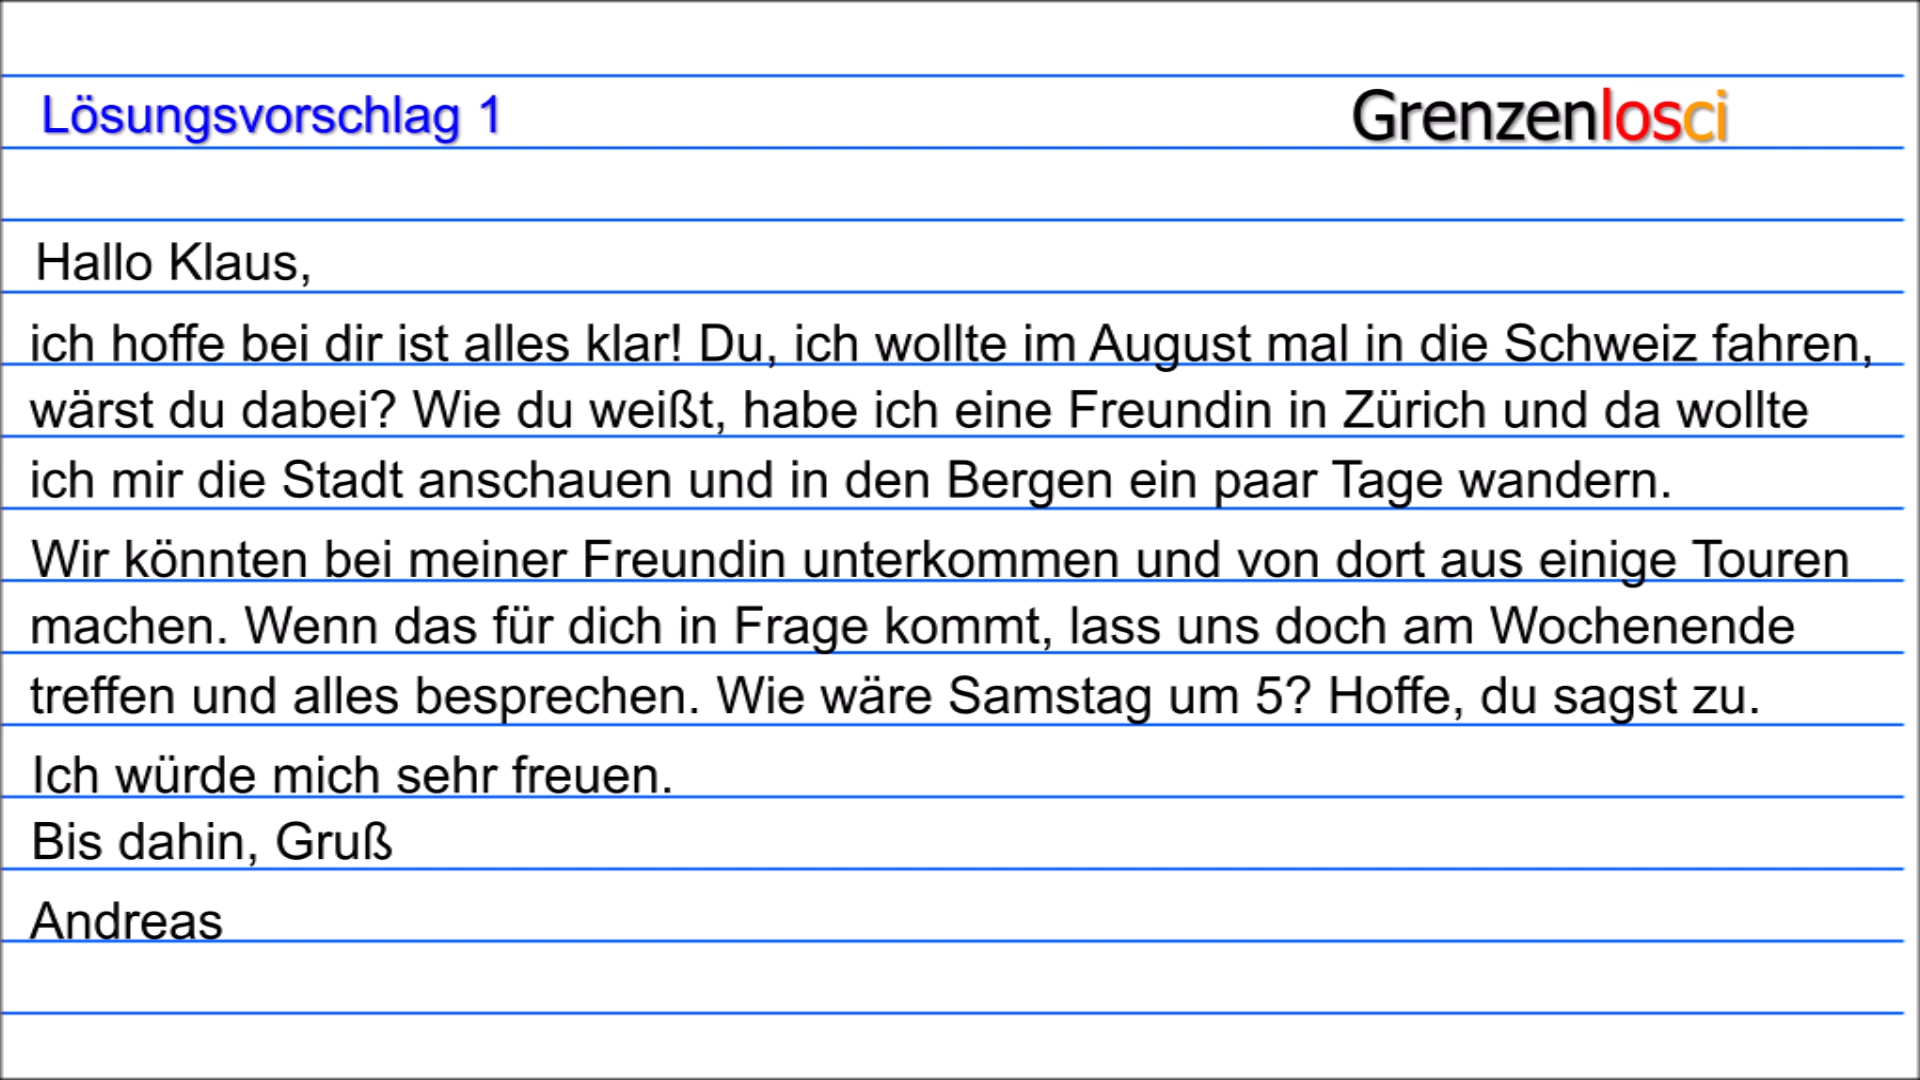 Lösungsvorschlag 1
Grenzenlosci
Hallo Klaus,
ich hoffe bei dir ist alles klar! Du, ich wollte im August mal in die Schweiz fahren,
wärst du dabei? Wie du weißt, habe ich eine Freundin in Zürich und da wollte
ich mir die Stadt anschauen und in den Bergen ein paar Tage wandern.
Wir könnten bei meiner Freundin unterkommen und von dort aus einige Touren
machen. Wenn das für dich in Frage kommt, lass uns doch am Wochenende
treffen und alles besprechen. Wie wäre Samstag um 5? Hoffe, du sagst zu.
Ich würde mich sehr freuen.
Bis dahin, Gruß
Andreas